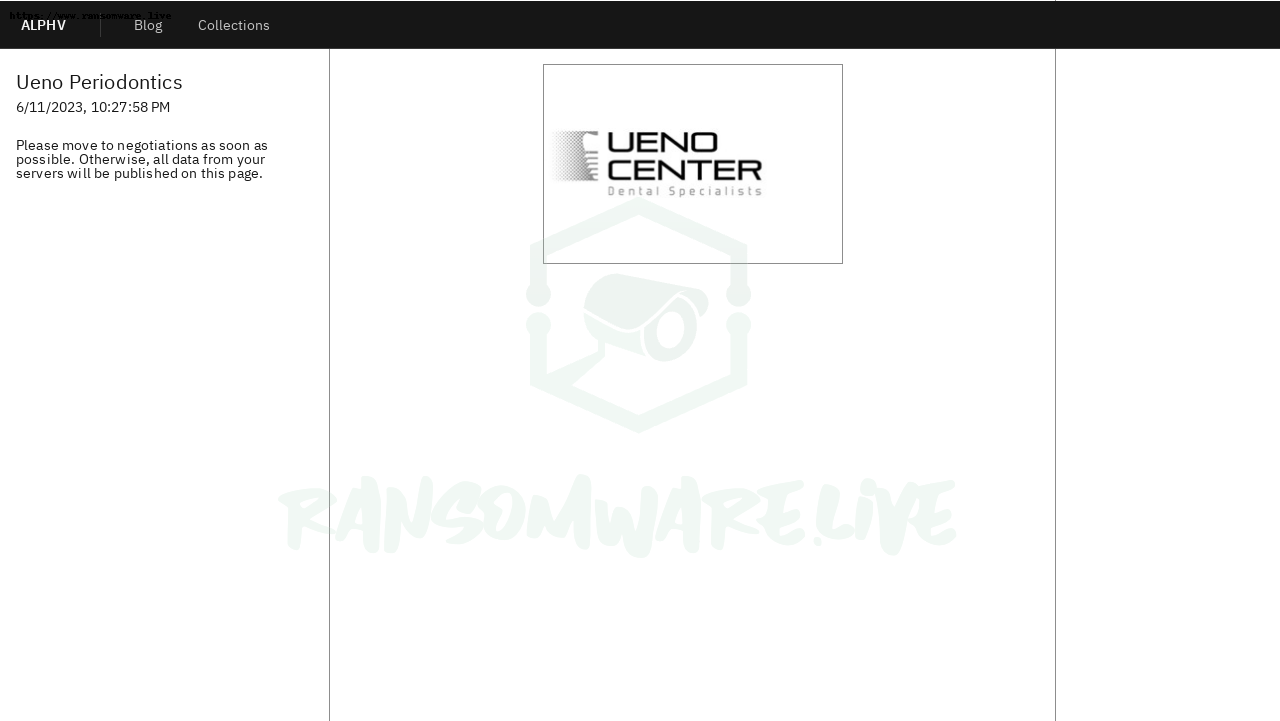 https://www.ransomware.live
ALPHV
Blog
Collections
Ueno Periodontics
6/11/2023, 10:27:58 PM
Please move to negotiations as soon as
possible. Otherwise, all data from your
servers will be published on this page.
UENO
CENTER
Dental Specialists
RANSOMWARE.LIVE